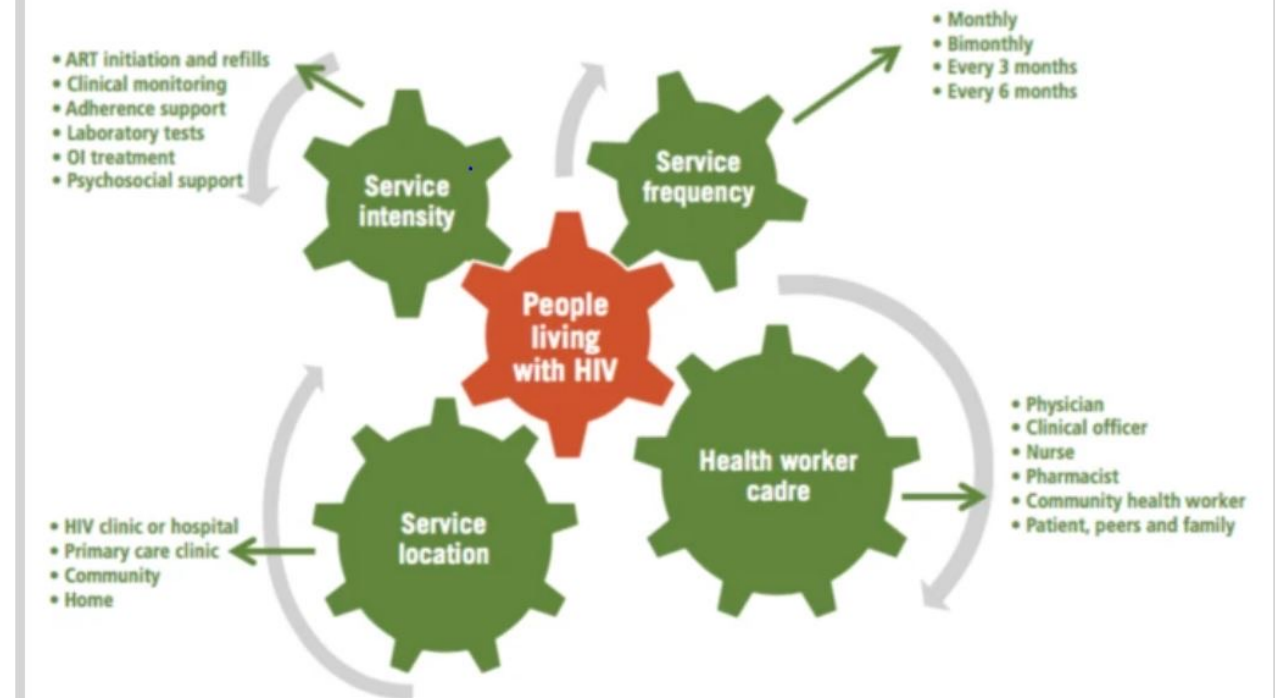 • ART initiation and refills
• Clinical monitoring
• Adherence support
• Laboratory tests
• OI treatment
• Psychosocial support
Service
intensity
Service
frequency
• Monthly
• Bimonthly
• Every 3 months
• Every 6 months
People
living
with HIV
Health worker
cadre
• Physician
• Clinical officer
• Nurse
• Pharmacist
• Community health worker
• Patient, peers and family
Service
location
• HIV clinic or hospital
• Primary care clinic
• Community
• Home